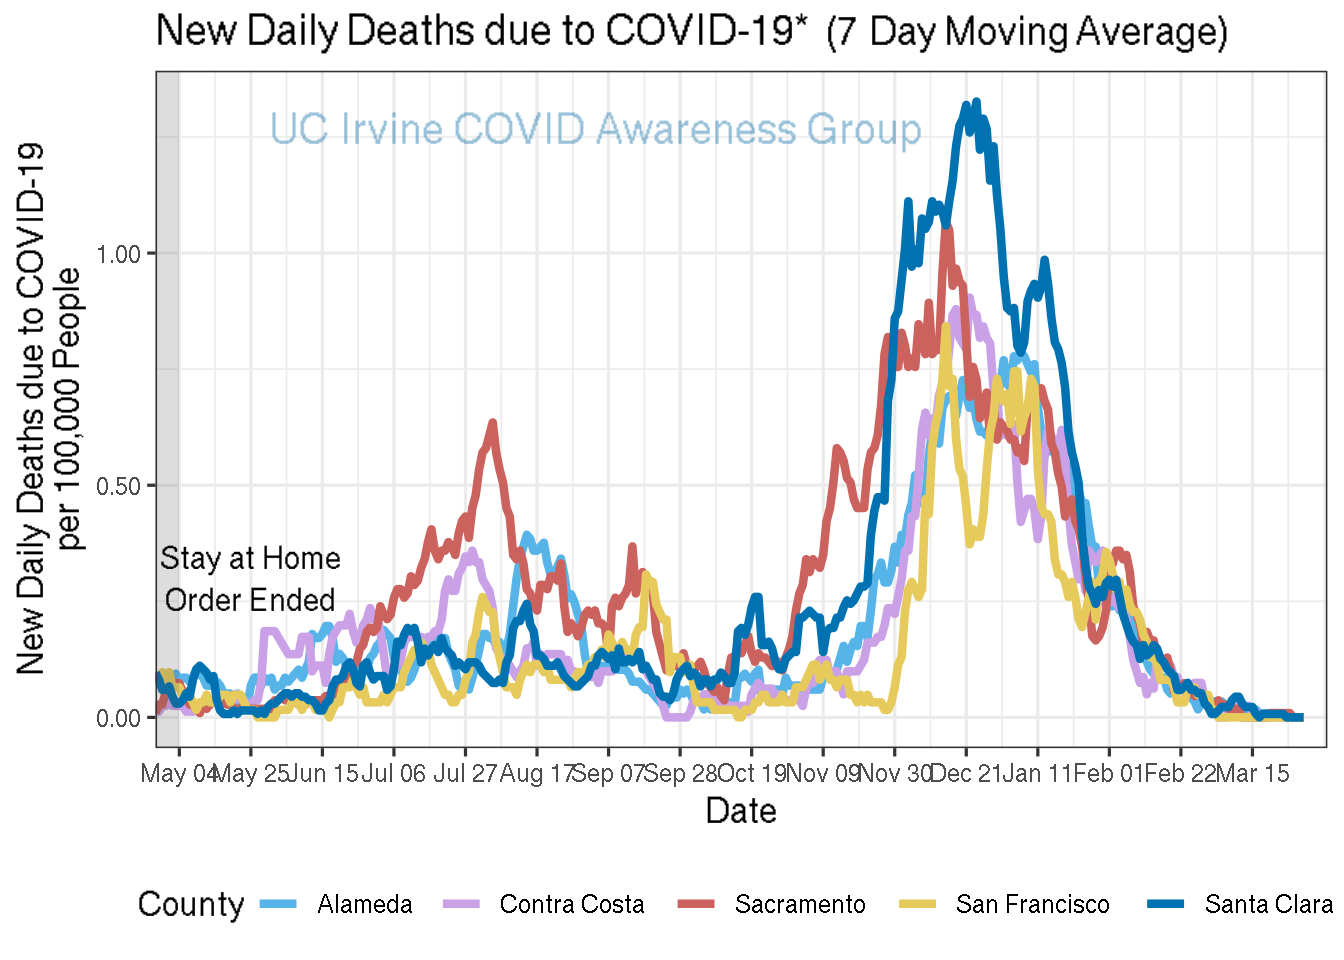 New Daily Deaths due to COVID-19* (7 Day Moving Average)
UC Irvine COVID Awareness Group
New Daily Deaths due to COVID-19
per 100,000 People
1.00
0.50
0.00
Stay at Home
Order Ended
May 04 May 25 Jun 15 Jul 06 Jul 27 Aug 17 Sep 07 Sep 28 Oct 19 Nov 09 Nov 30 Dec 21 Jan 11 Feb 01 Feb 22 Mar 15
Date
County Alameda Contra Costa Sacramento San Francisco Santa Clara